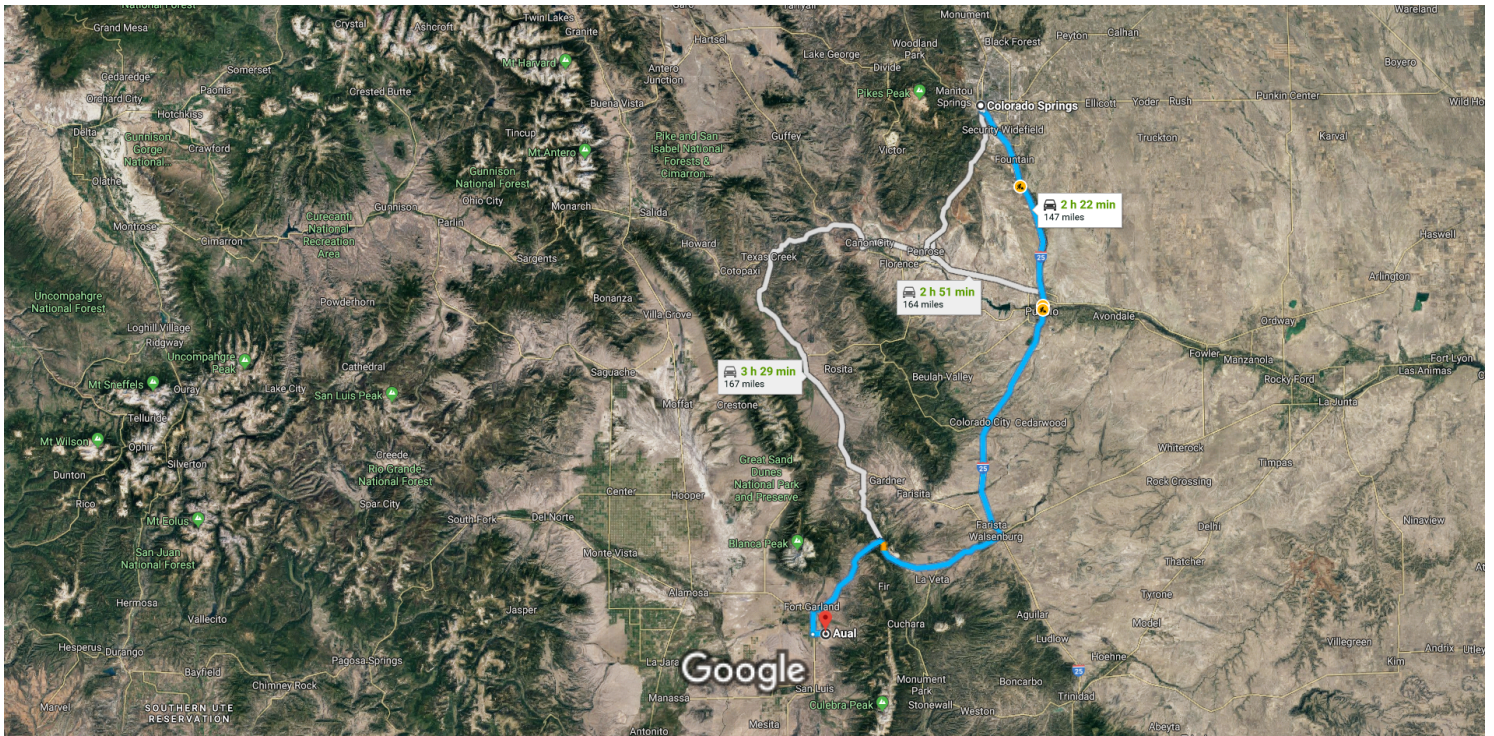 National Forest
Grand Mesa
Crystal
Ashcroft
Twin Lakes
Granite
Hartsel
Lake George
Woodland
Park
Divide
Monument
Black Forest
Peyton
Calhan
Wareland
Boyero
Cedaredge
Orchard City
Paonia
Somerset
Hotchkiss
Delta
Crawford
Gunnison
Gorge
National...
Olathe
Montrose
Cimarron
Crested Butte
Mt Harvard
Antero
Junction
Buena Vista
Tincup
Mt Antero
Gunnison
National Forest
Pike and San
Isabel National
Forests &
Cimarron...
Guffey
Pikes Peak
Manitou
Springs
Colorado Springs
Ellicott
Yoder
Rush
Punkin Center
Wild Ho
Security Widefield
Victor
Fountain
Truckton
Karval
2 h 22 min
147 miles
Haswell
Arlington
Curecanti
National
Recreation
Area
Gunnison
Parlin
Ohio City
Monarch
Salida
Sargents
Howard
Texas Creek
Cotopaxi
Canon City
Penrose
Florence
25
2 h 51 min
164 miles
Pueblo
Avondale
Ordway
Fowler
Manzanola
Fort Lyon
Las Animas
Rocky Ford
La Junta
Uncompahgre
National Forest
Powderhorn
Loghill Village
Ridgway
Uncompahgre
Peak
Mt Sneffels
Ouray
Lake City
Cathedral
San Luis Peak
Bonanza
Villa Grove
Saguache
Moffat
Crestone
3 h 29 min
167 miles
Rosita
Beulah Valley
Colorado City
Cedarwood
25
Whiterock
Timpas
Telluride
Mt Wilson
Ophir
Silverton
Dunton
Rico
Mt Eolus
San Juan
National Forest
Creede
Rio Grande
National Forest
Spar City
South Fork
Del Norte
Center
Hooper
Great Sand
Dunes
National Park
and Preserve
Gardner
Farisita
Farista
Walsenburg
Rock Crossing
Delhi
Ninaview
Thatcher
Monte Vista
Blanca Peak
La Veta
Fir
Alamosa
Fort Garland
Aual
Cuchara
Aguilar
Tyrone
Model
Ludlow
Hoehne
Villegreen
Andrix
Utley
Kim
Hermosa
Vallecito
Jasper
Hesperus
Durango
Bayfield
Pagosa Springs
Chimney Rock
Marvel
SOUTHERN UTE
RESERVATION
La Jara
Google
Manassa
San Luis
Culebra Peak
Mesita
Antonito
Monument
Park
Stonewall
Weston
Boncarbo
Trinidad
25
Abeyta